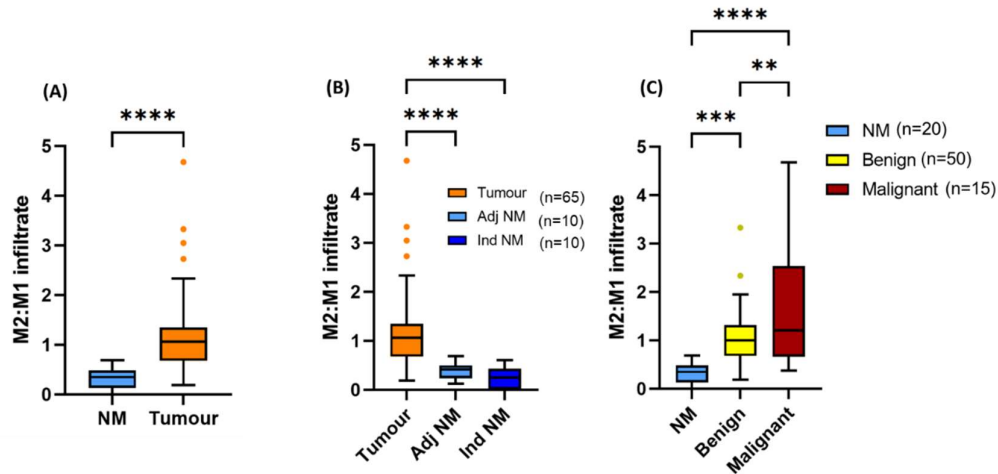 (A)
****
M2:M1 infiltrate
5
4
3
2
1
0
NM
Tumour
(B)
****
****
M2:M1 infiltrate
5
4
3
2
1
0
Tumour (n=65)
Adj NM (n=10)
Ind NM (n=10)
Tumour
Adj NM
Ind NM
(C)
****
**
***
M2:M1 infiltrate
5
4
3
2
1
0
NM
Benign
Malignant
NM (n=20)
Benign (n=50)
Malignant (n=15)